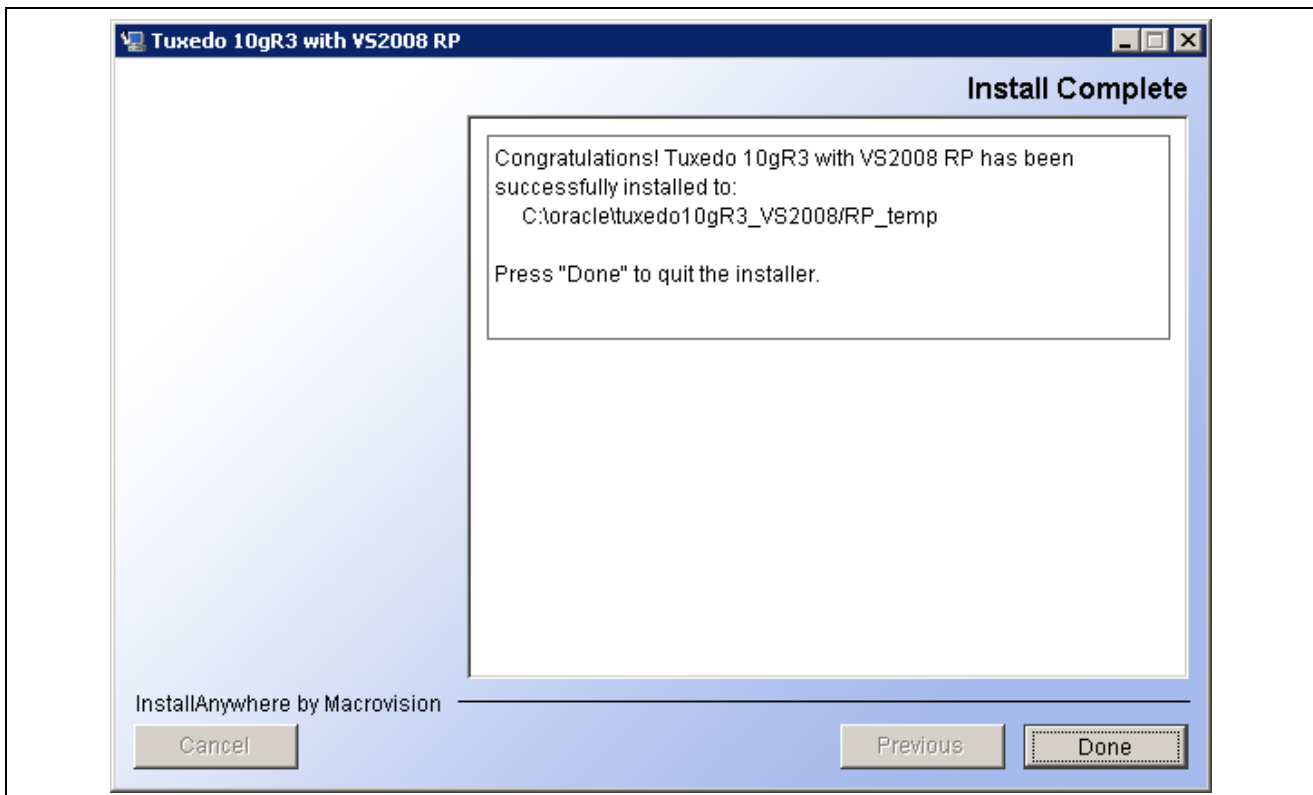 Tuxedo 10gR3 with VS2008 RP
Install Complete
Congratulations! Tuxedo 10gR3 with VS2008 RP has been
successfully installed to:
C:\oracle\tuxedo10gR3_VS2008/RP_temp
Press "Done" to quit the installer.
InstallAnywhere by Macrovision
Cancel
Previous
Done